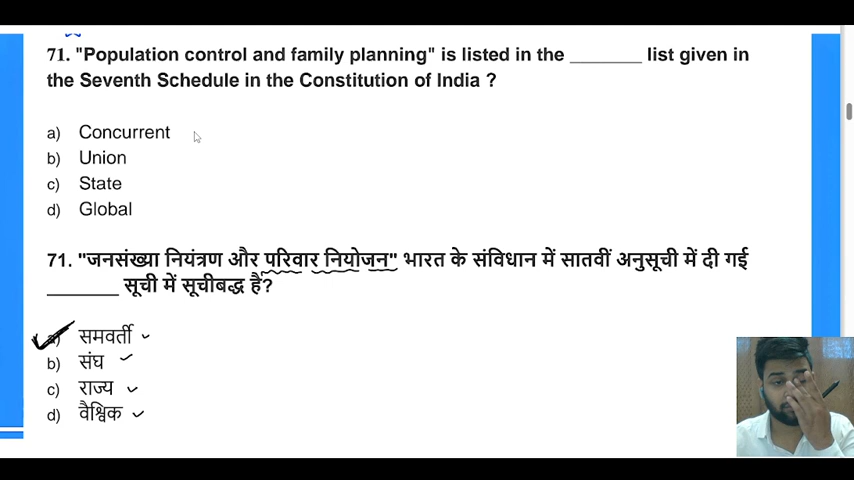 71. "Population control and family planning" is listed in the _______ list given in
the Seventh Schedule in the Constitution of India ?
a) Concurrent
b) Union
c) State
d) Global
71. "जनसंख्या नियंत्रण और परिवार नियोजन" भारत के संविधान में सातवीं अनुसूची में दी गई
_______ सूची में सूचीबद्ध है?
a) समवर्ती
b) संघ
c) राज्य
d) वैश्विक